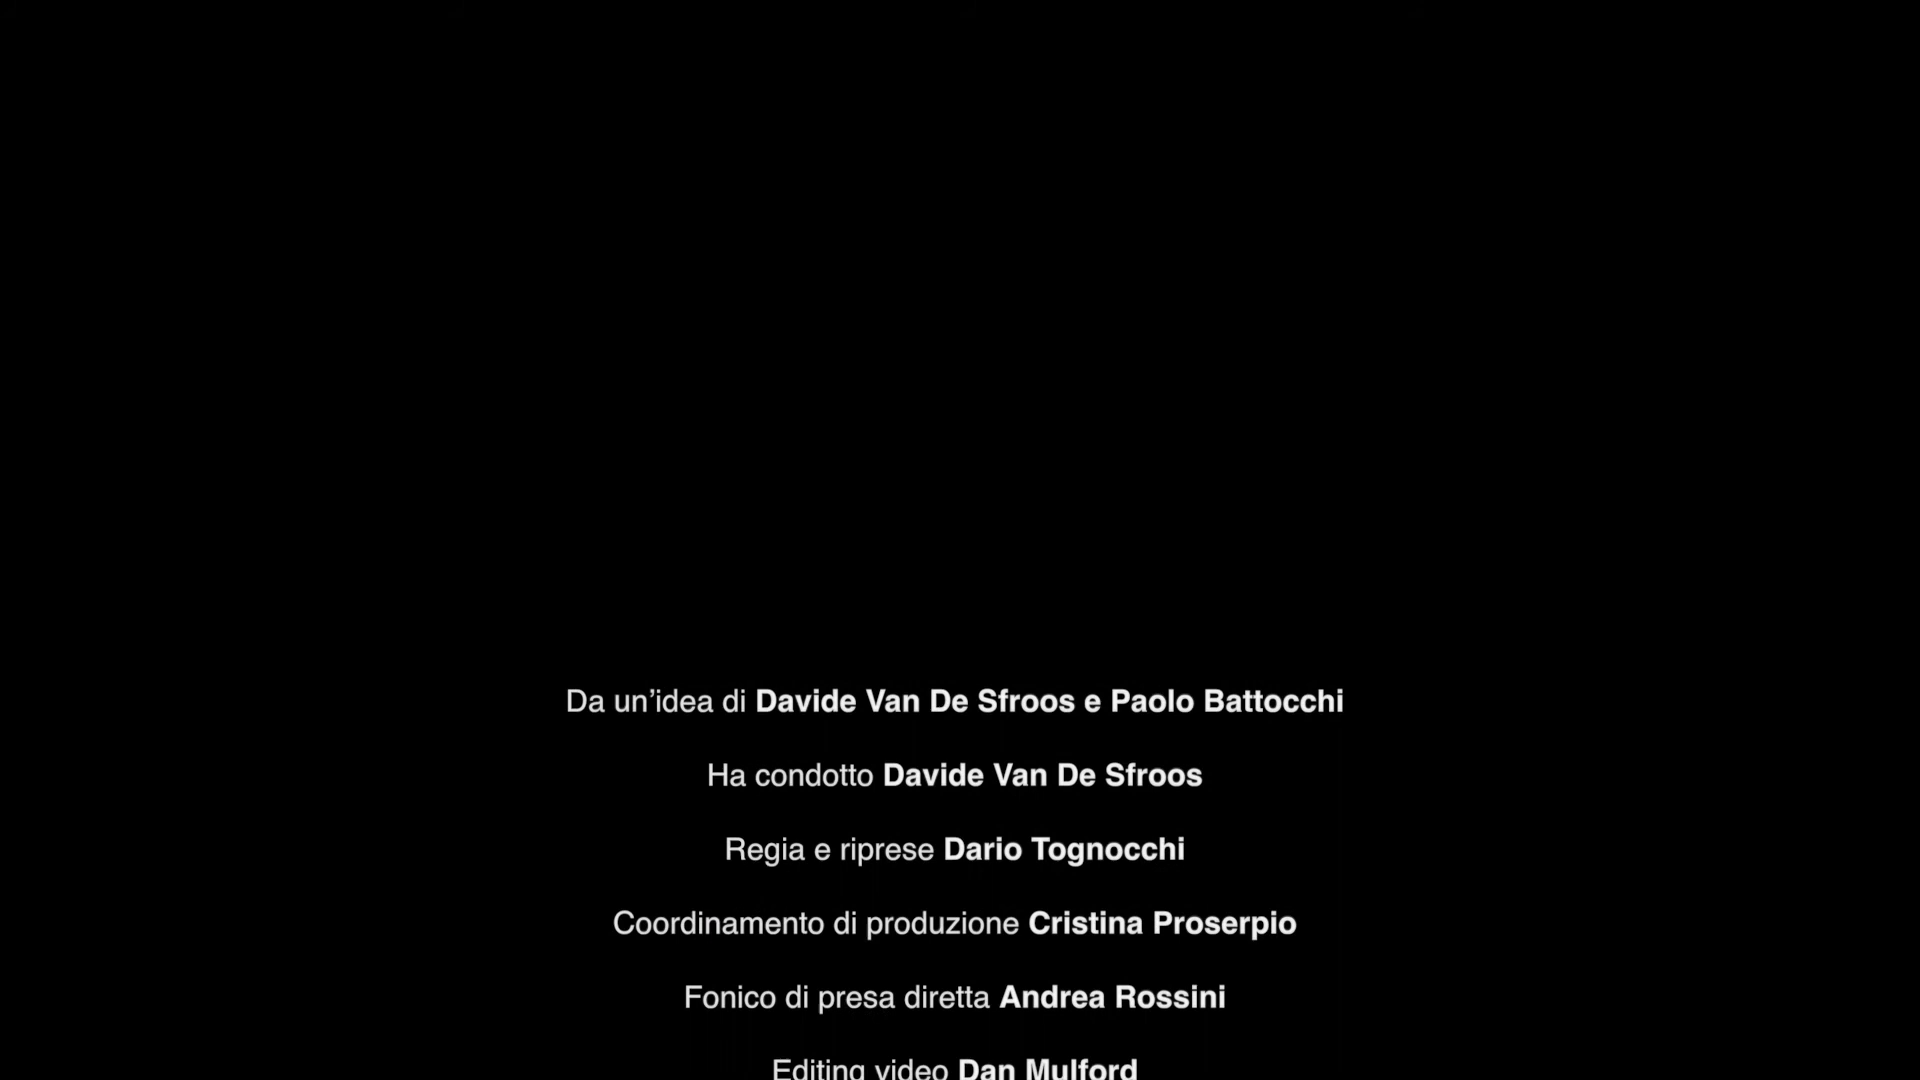 Da un’idea di Davide Van De Sfroos e Paolo Battocchi
Ha condotto Davide Van De Sfroos
Regia e riprese Dario Tognocchi
Coordinamento di produzione Cristina Proserpio
Fonico di presa diretta Andrea Rossini
Editing video Dan Mulford